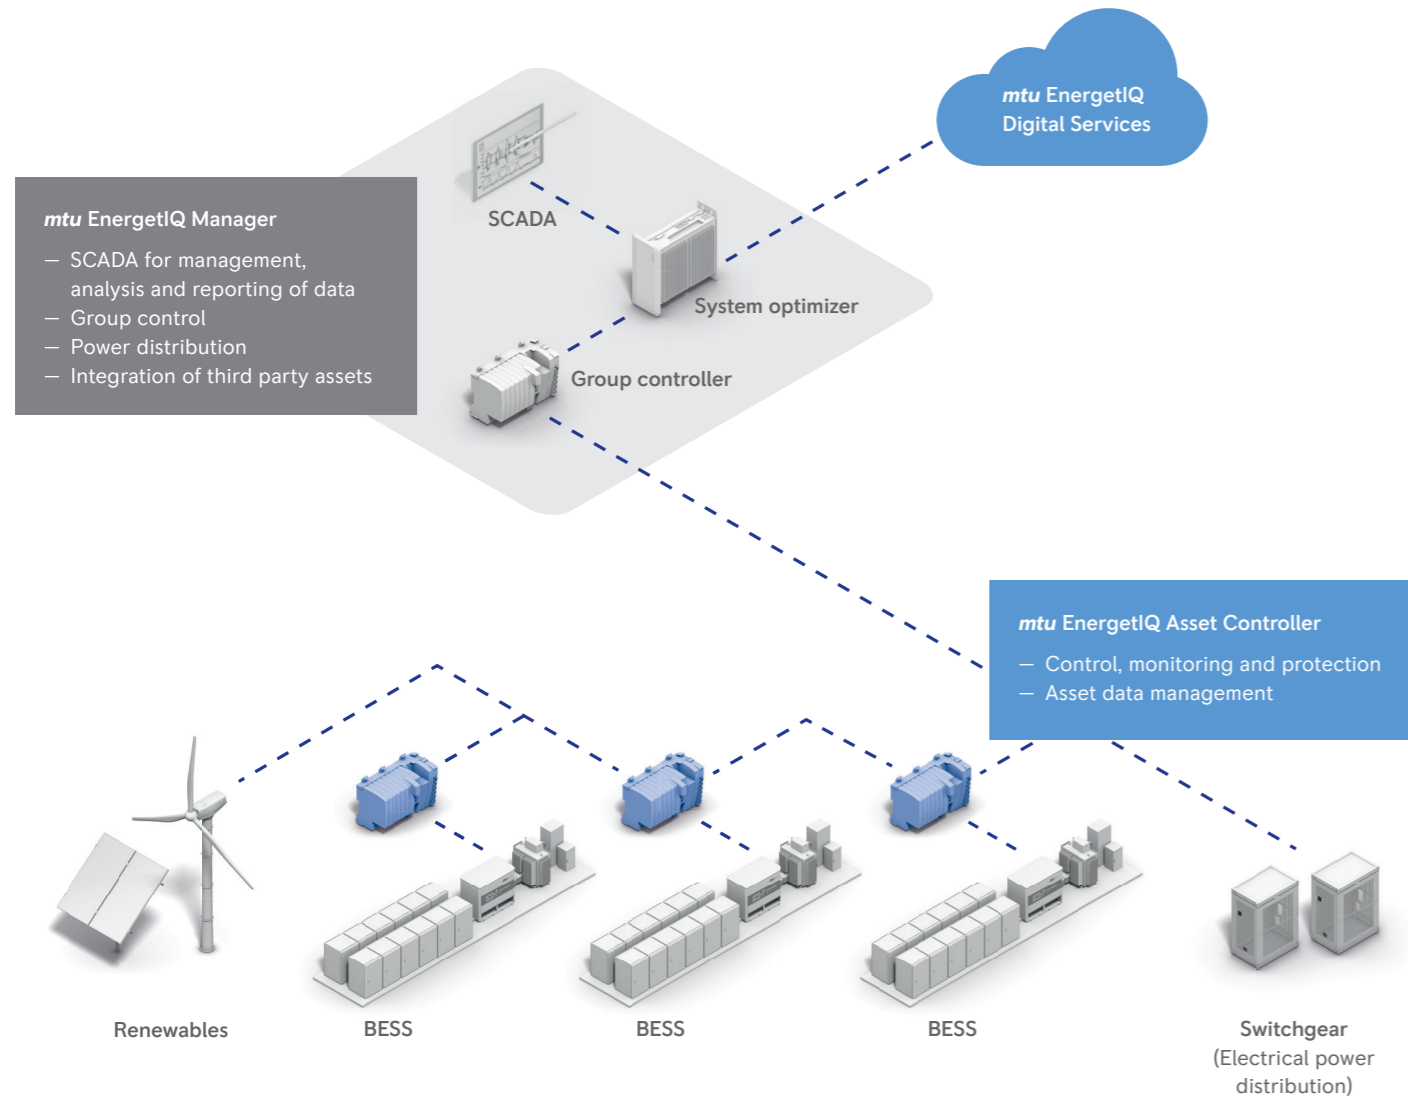 mtu EnergetIQ
Digital Services
mtu EnergetIQ Manager
— SCADA for management,
analysis and reporting of data
— Group control
— Power distribution
— Integration of third party assets
SCADA
System optimizer
Group controller
mtu EnergetIQ Asset Controller
— Control, monitoring and protection
— Asset data management
Renewables
BESS
BESS
BESS
Switchgear
(Electrical power
distribution)